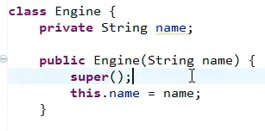 class Engine {
private String name;
public Engine(String name) {
super();
this.name = name;
}